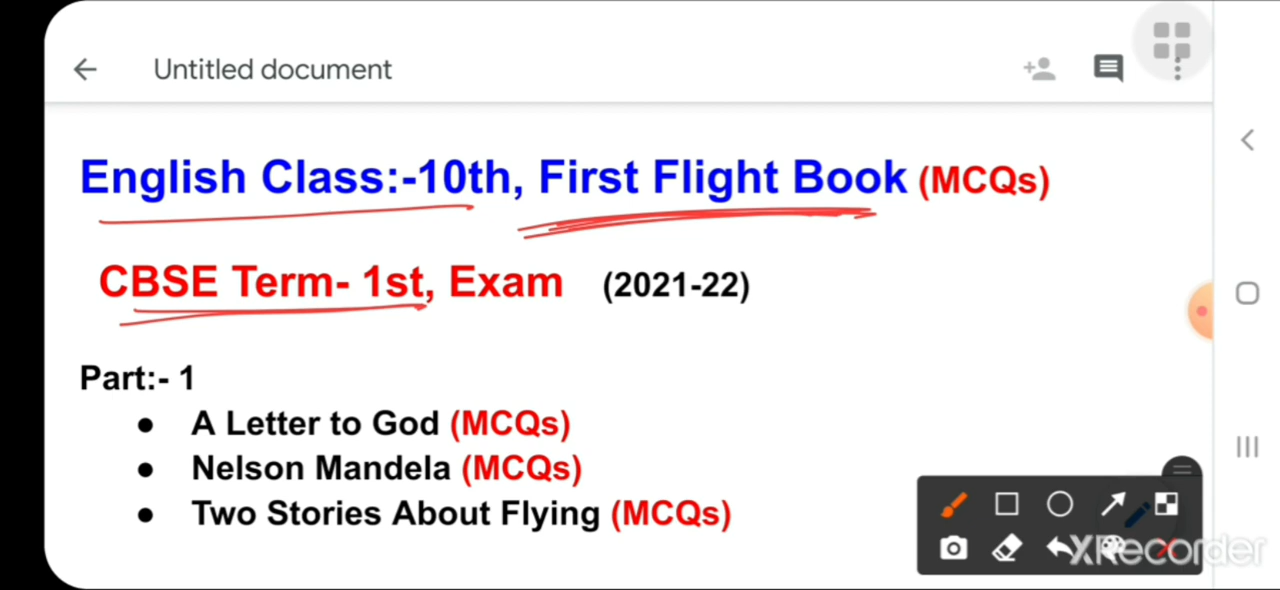 Untitled document
English Class:-10th, First Flight Book (MCQs)
CBSE Term- 1st, Exam (2021-22)
Part:- 1
● A Letter to God (MCQs)
● Nelson Mandela (MCQs)
● Two Stories About Flying (MCQs)
XRecorder